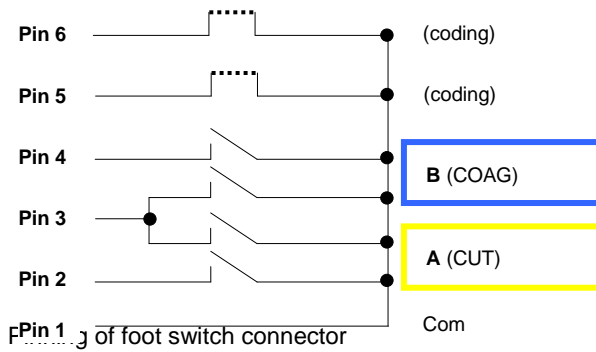 Pin 6 (coding)
Pin 5 (coding)
Pin 4
B (COAG)
Pin 3
A (CUT)
Pin 2
Pin 1 Com
of foot switch connector